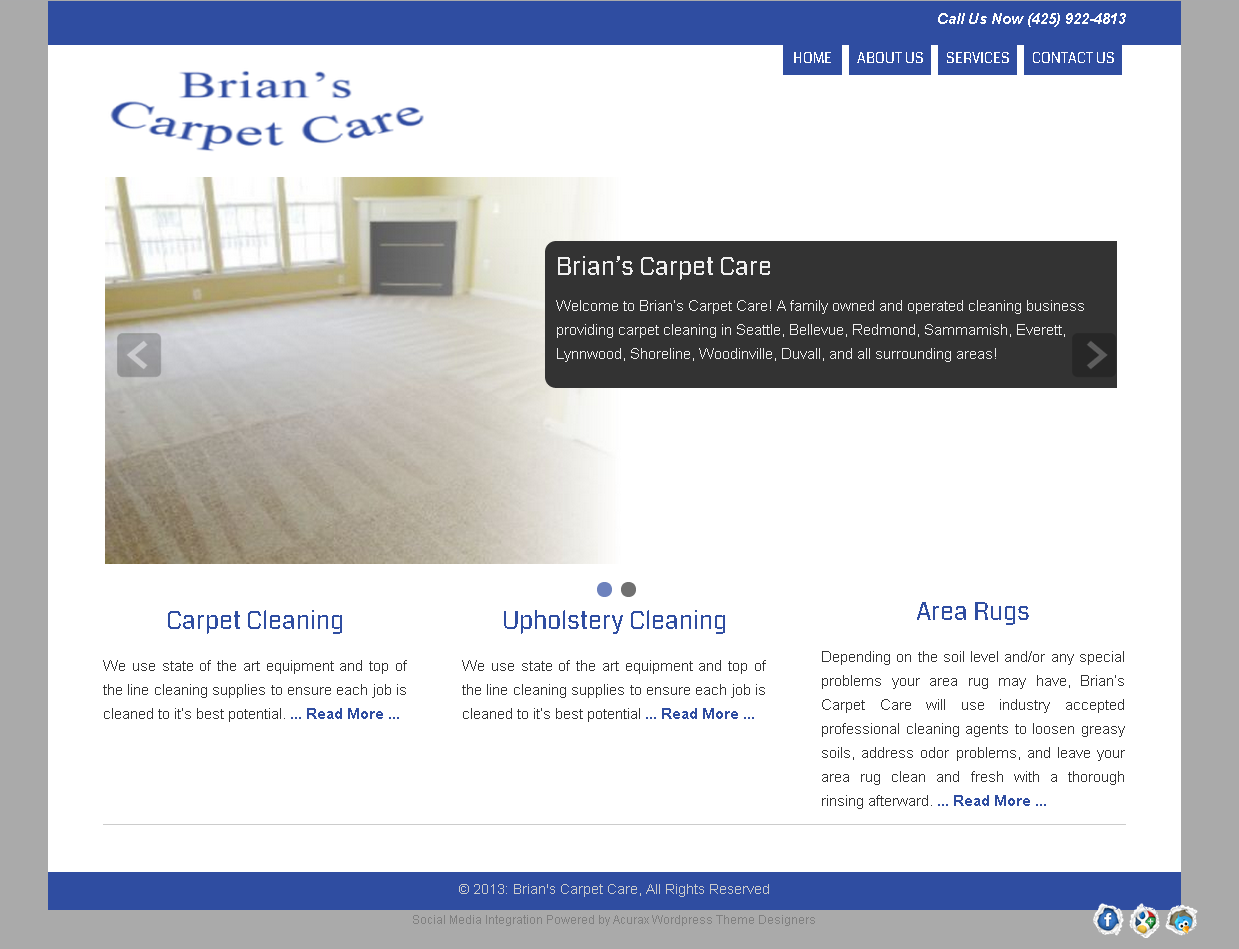 Call Us Now (425) 922-4813
HOME ABOUT US SERVICES CONTACT US
Brian's
Carpet Care
Brian's Carpet Care
Welcome to Brian's Carpet Care! A family owned and operated cleaning business
providing carpet cleaning in Seattle, Bellevue, Redmond, Sammamish, Everett,
Lynnwood, Shoreline, Woodinville, Duvall, and all surrounding areas!
Carpet Cleaning
We use state of the art equipment and top of
the line cleaning supplies to ensure each job is
cleaned to it's best potential. ... Read More ...
Upholstery Cleaning
We use state of the art equipment and top of
the line cleaning supplies to ensure each job is
cleaned to it's best potential ... Read More ...
Area Rugs
Depending on the soil level and/or any special
problems your area rug may have, Brian's
Carpet Care will use industry accepted
professional cleaning agents to loosen greasy
soils, address odor problems, and leave your
area rug clean and fresh with a thorough
rinsing afterward. ... Read More ...
© 2013: Brian's Carpet Care, All Rights Reserved
Social Media Integration Powered by Acurax Wordpress Theme Designers